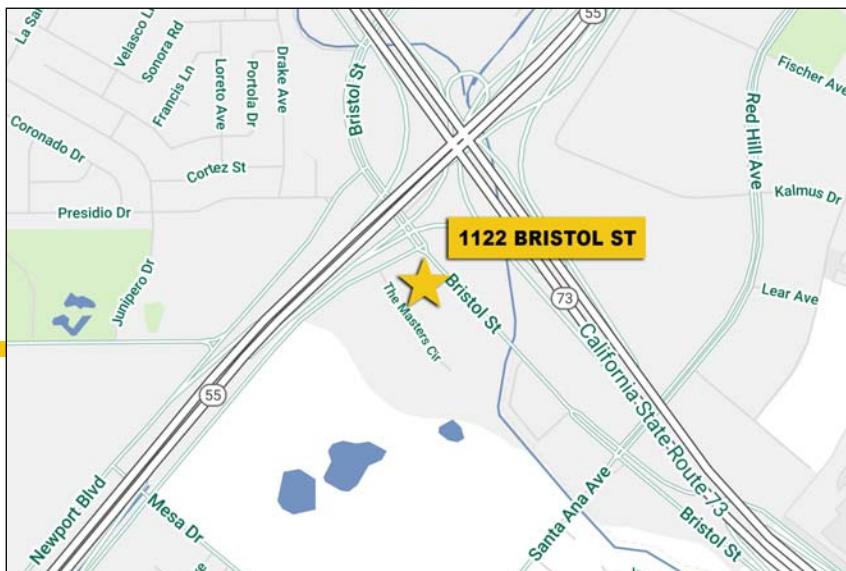 55
La Sa
Velasco L
Sonora Rd
Francis Ln
Loreto Ave
Portola Dr
Drake Ave
Bristol St
Fischer Ave
Red Hill Ave
Coronado Dr
Cortez St
Kalmus Dr
Presidio Dr
1122 BRISTOL ST
Junipero Dr
The Masters Cir
Bristol St
73
Lear Ave
California State Route 73
55
Newport Blvd
Mesa Dr
Santa Ana Ave
Bristol St